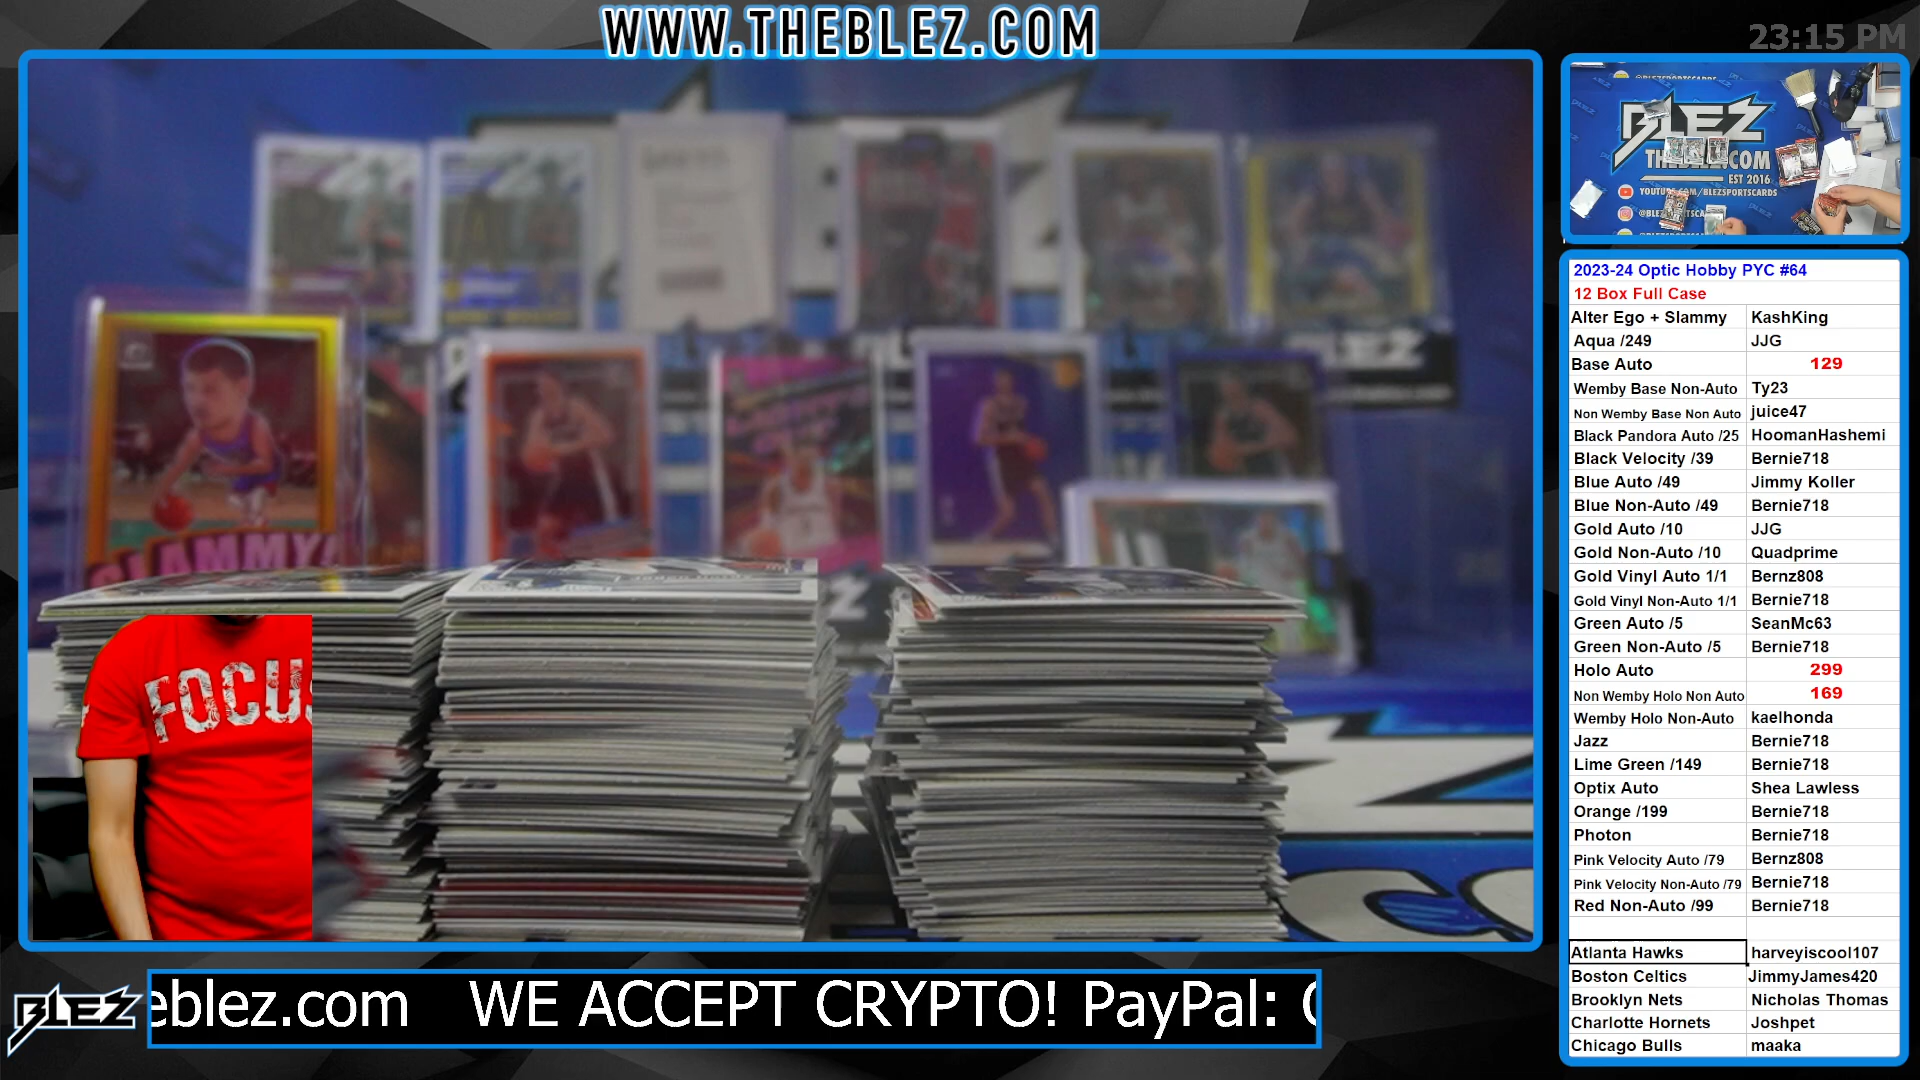 WWW.THEBLEZ.COM
23:15 PM
BLEZ
EST 2016
YOUTUBE.COM/BLEZSPORTSCARDS
2023-24 Optic Hobby PYC #64
12 Box Full Case
Alter Ego + Slammy KashKing
Aqua /249 JJG
Base Auto 129
Wemby Base Non-Auto Ty23
Non Wemby Base Non Auto juice47
Black Pandora Auto /25 HoomanHashemi
Black Velocity /39 Bernie718
Blue Auto /49 Jimmy Koller
Blue Non-Auto /49 Bernie718
Gold Auto /10 JJG
Gold Non-Auto /10 Quadprime
Gold Vinyl Auto 1/1 Bernz808
Gold Vinyl Non-Auto 1/1 Bernie718
Green Auto /5 SeanMc63
Green Non-Auto /5 Bernie718
Holo Auto 299
Non Wemby Holo Non Auto 169
Wemby Holo Non-Auto kaelhonda
Jazz Bernie718
Lime Green /149 Bernie718
Optix Auto Shea Lawless
Orange /199 Bernie718
Photon Bernie718
Pink Velocity Auto /79 Bernz808
Pink Velocity Non-Auto /79 Bernie718
Red Non-Auto /99 Bernie718
Atlanta Hawks harveyiscool107
Boston Celtics JimmyJames420
Brooklyn Nets Nicholas Thomas
Charlotte Hornets Joshpet
Chicago Bulls maaka
SLAMMY
FOCUS
BLEZ
eblez.com WE ACCEPT CRYPTO! PayPal: